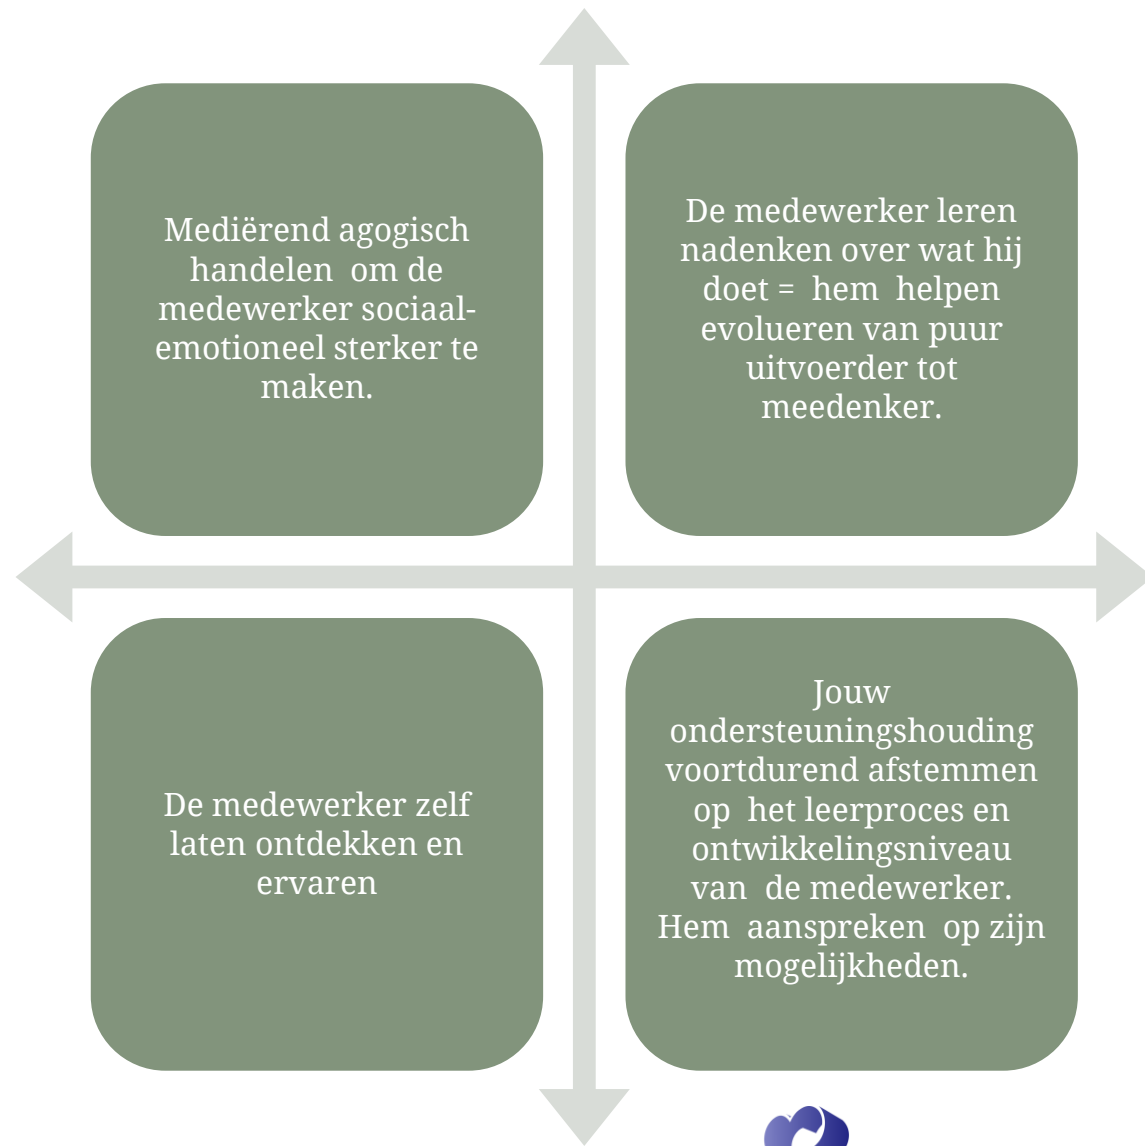 Mediërend agogisch
handelen  om de
medewerker sociaal-
emotioneel sterker te
maken.
De medewerker leren
nadenken over wat hij
doet =  hem  helpen
evolueren van puur
uitvoerder tot
meedenker.
De medewerker zelf
laten ontdekken en
ervaren
Jouw
ondersteuningshouding
voortdurend afstemmen
op  het leerproces en
ontwikkelingsniveau
van  de medewerker.
Hem  aanspreken  op zijn
mogelijkheden.